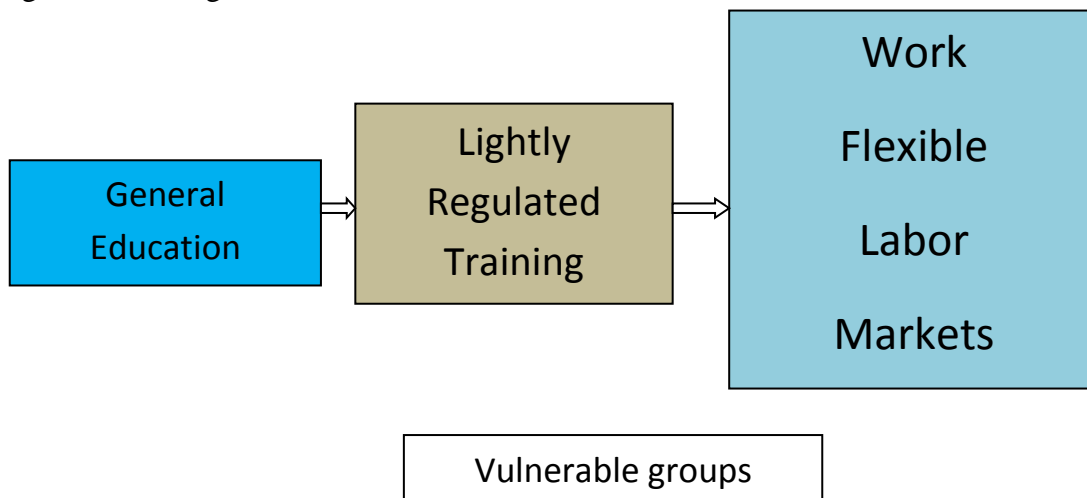 General
Education
Lightly
Regulated
Training
Work
Flexible
Labor
Markets
Vulnerable groups